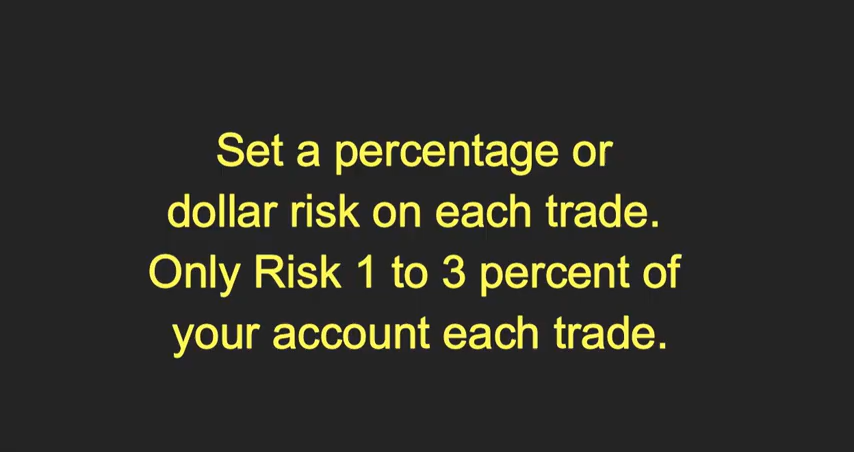 Set a percentage or
dollar risk on each trade.
Only Risk 1 to 3 percent of
your account each trade.